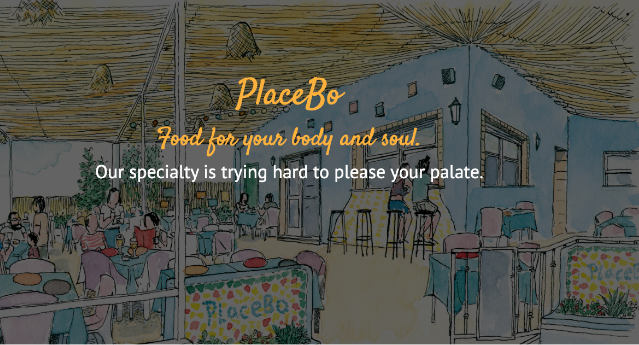 PlaceBo
Food for your body and soul.
Our specialty is trying hard to please your palate.
PlaceBo
PlaceBo